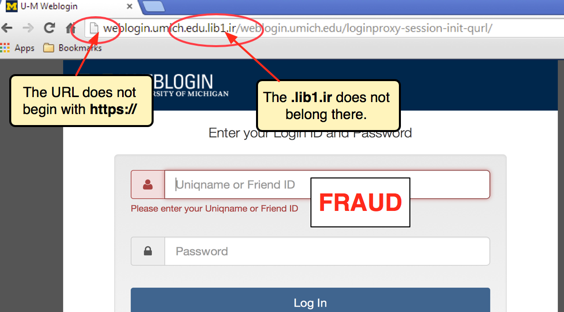 U-M Weblogin
weblogin.umich.edu.lib1.ir/weblogin.umich.edu/loginproxy-session-init-qurl/
Apps Bookmarks
The URL does not
begin with https://
WEBLOGIN
UNIVERSITY OF MICHIGAN
The .lib1.ir does not
belong there.
Enter your Login ID and Password
Uniqname or Friend ID
FRAUD
Please enter your Uniqname or Friend ID
Password
Log In